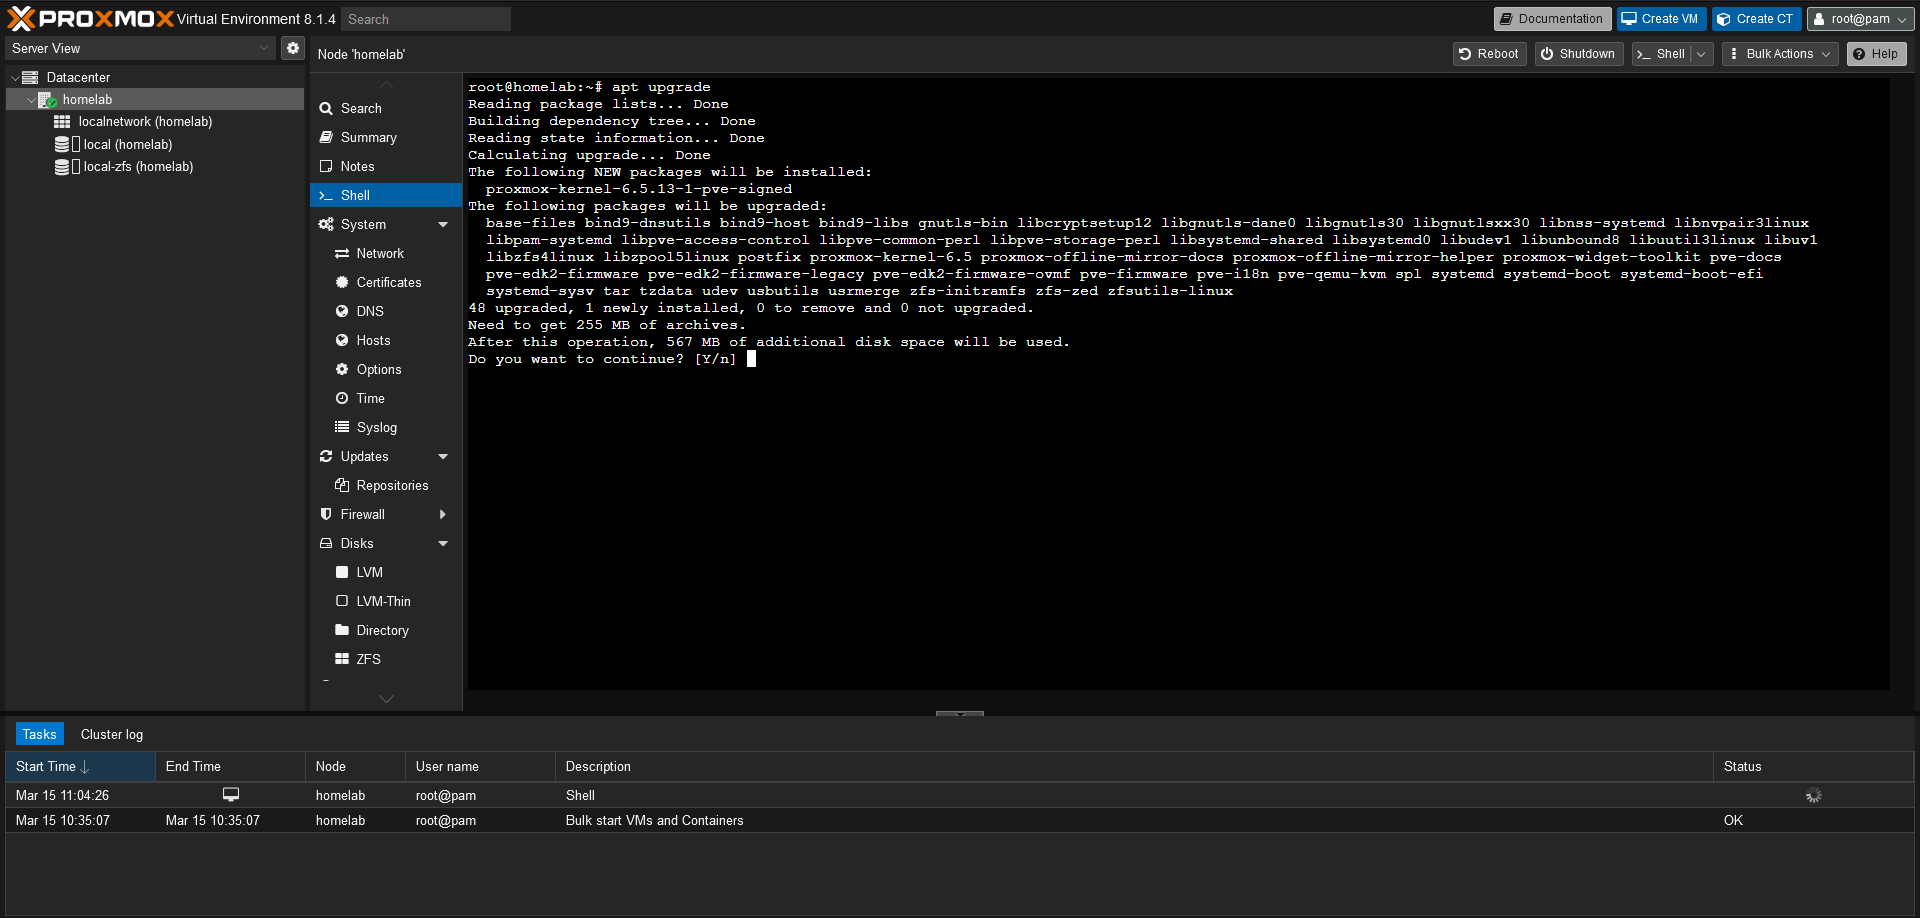 PROXMOX Virtual Environment 8.1.4 Search Documentation Create VM Create CT root@pam
Server View
Node 'homelab' Reboot Shutdown Shell Bulk Actions Help
Datacenter
homelab
localnetwork (homelab)
local (homelab)
local-zfs (homelab)
Search
Summary
Notes
Shell
System
Network
Certificates
DNS
Hosts
Options
Time
Syslog
Updates
Repositories
Firewall
Disks
LVM
LVM-Thin
Directory
ZFS
root@homelab:~# apt upgrade
Reading package lists... Done
Building dependency tree... Done
Reading state information... Done
Calculating upgrade... Done
The following NEW packages will be installed:
proxmox-kernel-6.5.13-1-pve-signed
The following packages will be upgraded:
base-files bind9-dnsutils bind9-host bind9-libs gnutls-bin libcryptsetup12 libgnutls-dane0 libgnutls30 libgnutlsxx30 libnss-systemd libnvpair3linux
libpam-systemd libpve-access-control libpve-common-perl libpve-storage-perl libsystemd-shared libsystemd0 libudev1 libunbound8 libuutil3linux libuv1
libzfs4linux libzpool5linux postfix proxmox-kernel-6.5 proxmox-offline-mirror-docs proxmox-offline-mirror-helper proxmox-widget-toolkit pve-docs
pve-edk2-firmware pve-edk2-firmware-legacy pve-edk2-firmware-ovmf pve-firmware pve-i18n pve-qemu-kvm spl systemd systemd-boot systemd-boot-efi
systemd-sysv tar tzdata udev usbutils usrmerge zfs-initramfs zfs-zed zfsutils-linux
48 upgraded, 1 newly installed, 0 to remove and 0 not upgraded.
Need to get 255 MB of archives.
After this operation, 567 MB of additional disk space will be used.
Do you want to continue? [Y/n]
Tasks Cluster log
Start Time End Time Node User name Description Status
Mar 15 11:04:26 homelab root@pam Shell
Mar 15 10:35:07 Mar 15 10:35:07 homelab root@pam Bulk start VMs and Containers OK